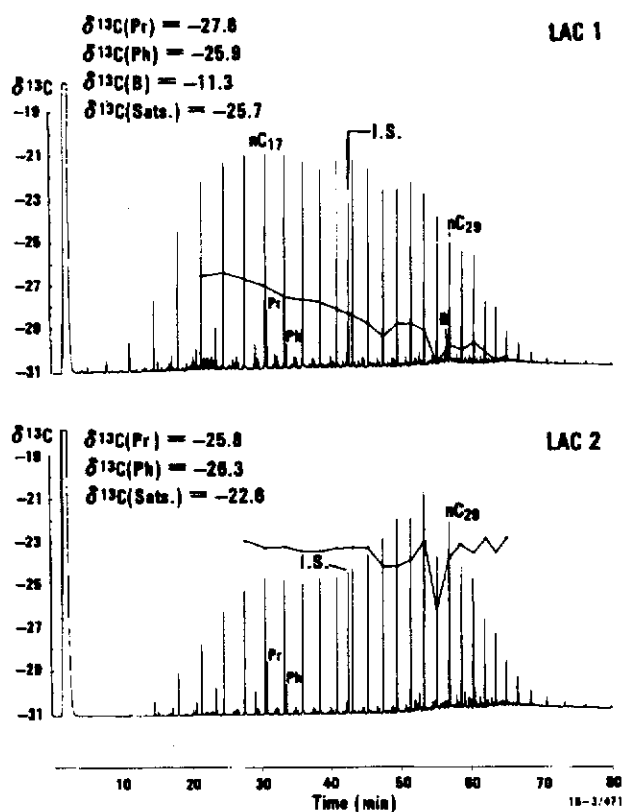 δ13C(Pr) = −27.8
δ13C(Ph) = −25.9
δ13C(B) = −11.3
δ13C(Sats.) = −25.7
LAC 1
δ13C
−19
−21
−23
−25
−27
−29
−31
nC17
I.S.
nC29
Pr
Ph
B
δ13C(Pr) = −25.8
δ13C(Ph) = −26.3
δ13C(Sats.) = −22.6
LAC 2
δ13C
−19
−21
−23
−25
−27
−29
−31
I.S.
nC29
Pr
Ph
10 20 30 40 50 60 70 80
Time (min)